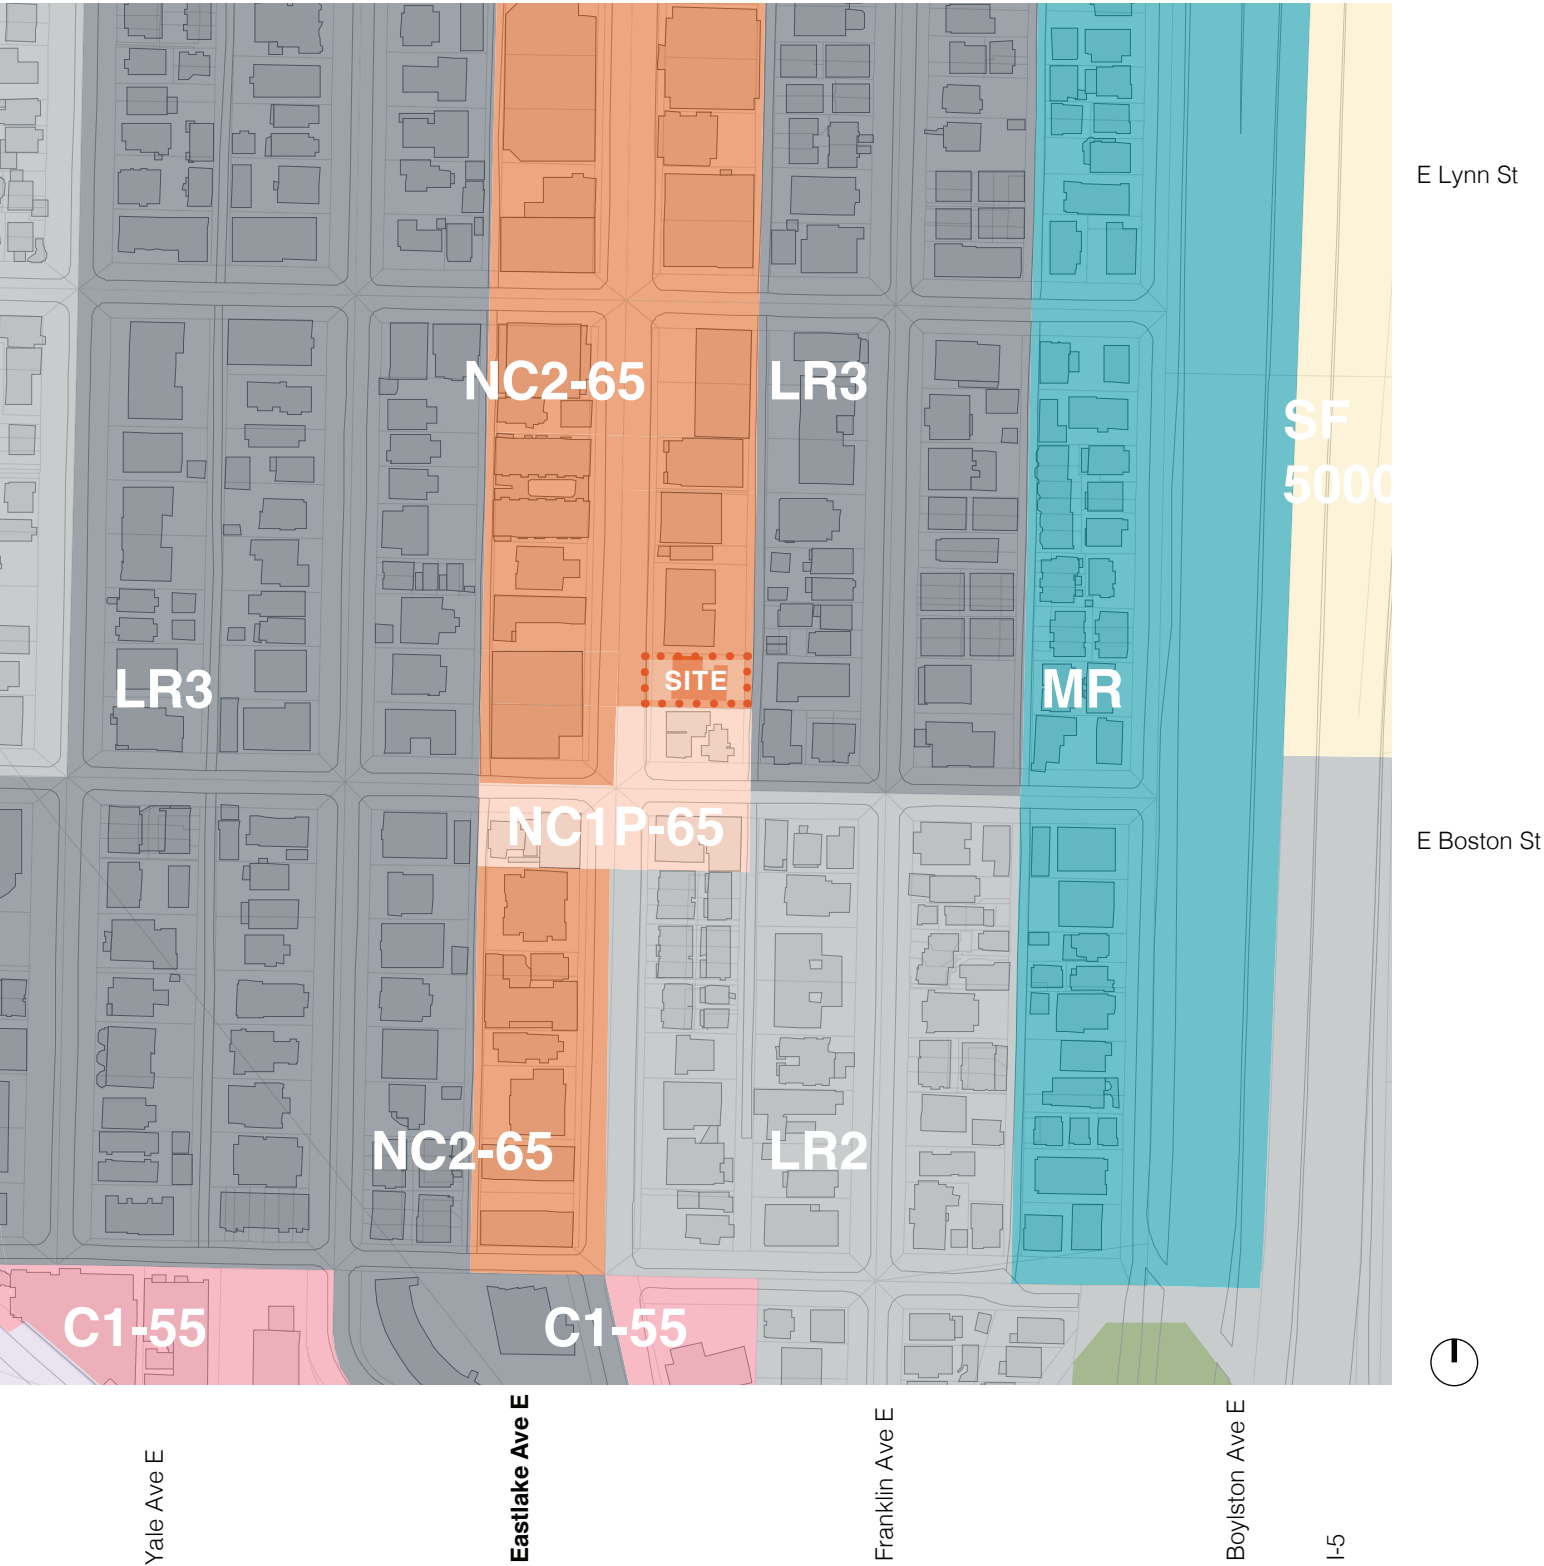 E Lynn St
NC2-65
LR3
SF
5000
SITE
LR3
MR
NC1P-65
E Boston St
NC2-65
LR2
C1-55
C1-55
Yale Ave E
Eastlake Ave E
Franklin Ave E
Boylston Ave E
I-5